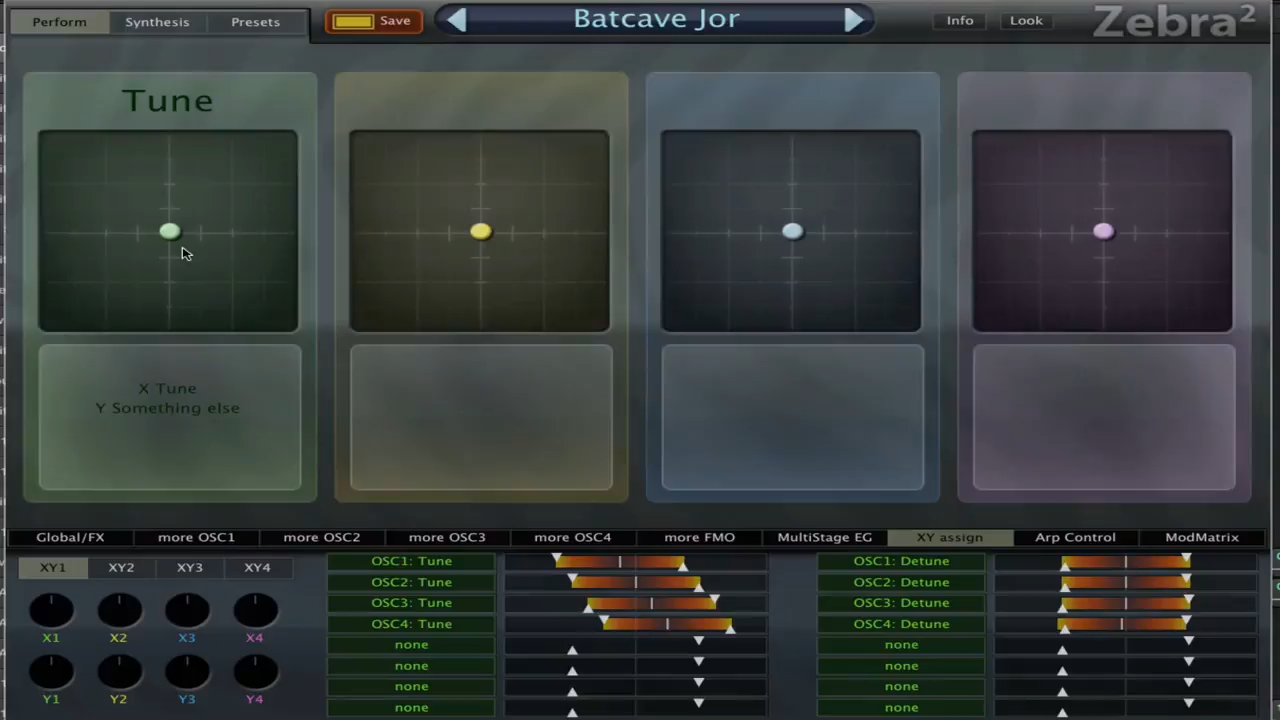 Perform
Synthesis
Presets
Save
Batcave Jor
Info
Look
Zebra²
Tune
X Tune
Y Something else
Global/FX
more OSC1
more OSC2
more OSC3
more OSC4
more FMO
MultiStage EG
XY assign
Arp Control
ModMatrix
XY1
XY2
XY3
XY4
X1
X2
X3
X4
Y1
Y2
Y3
Y4
OSC1: Tune
OSC2: Tune
OSC3: Tune
OSC4: Tune
none
none
none
none
OSC1: Detune
OSC2: Detune
OSC3: Detune
OSC4: Detune
none
none
none
none